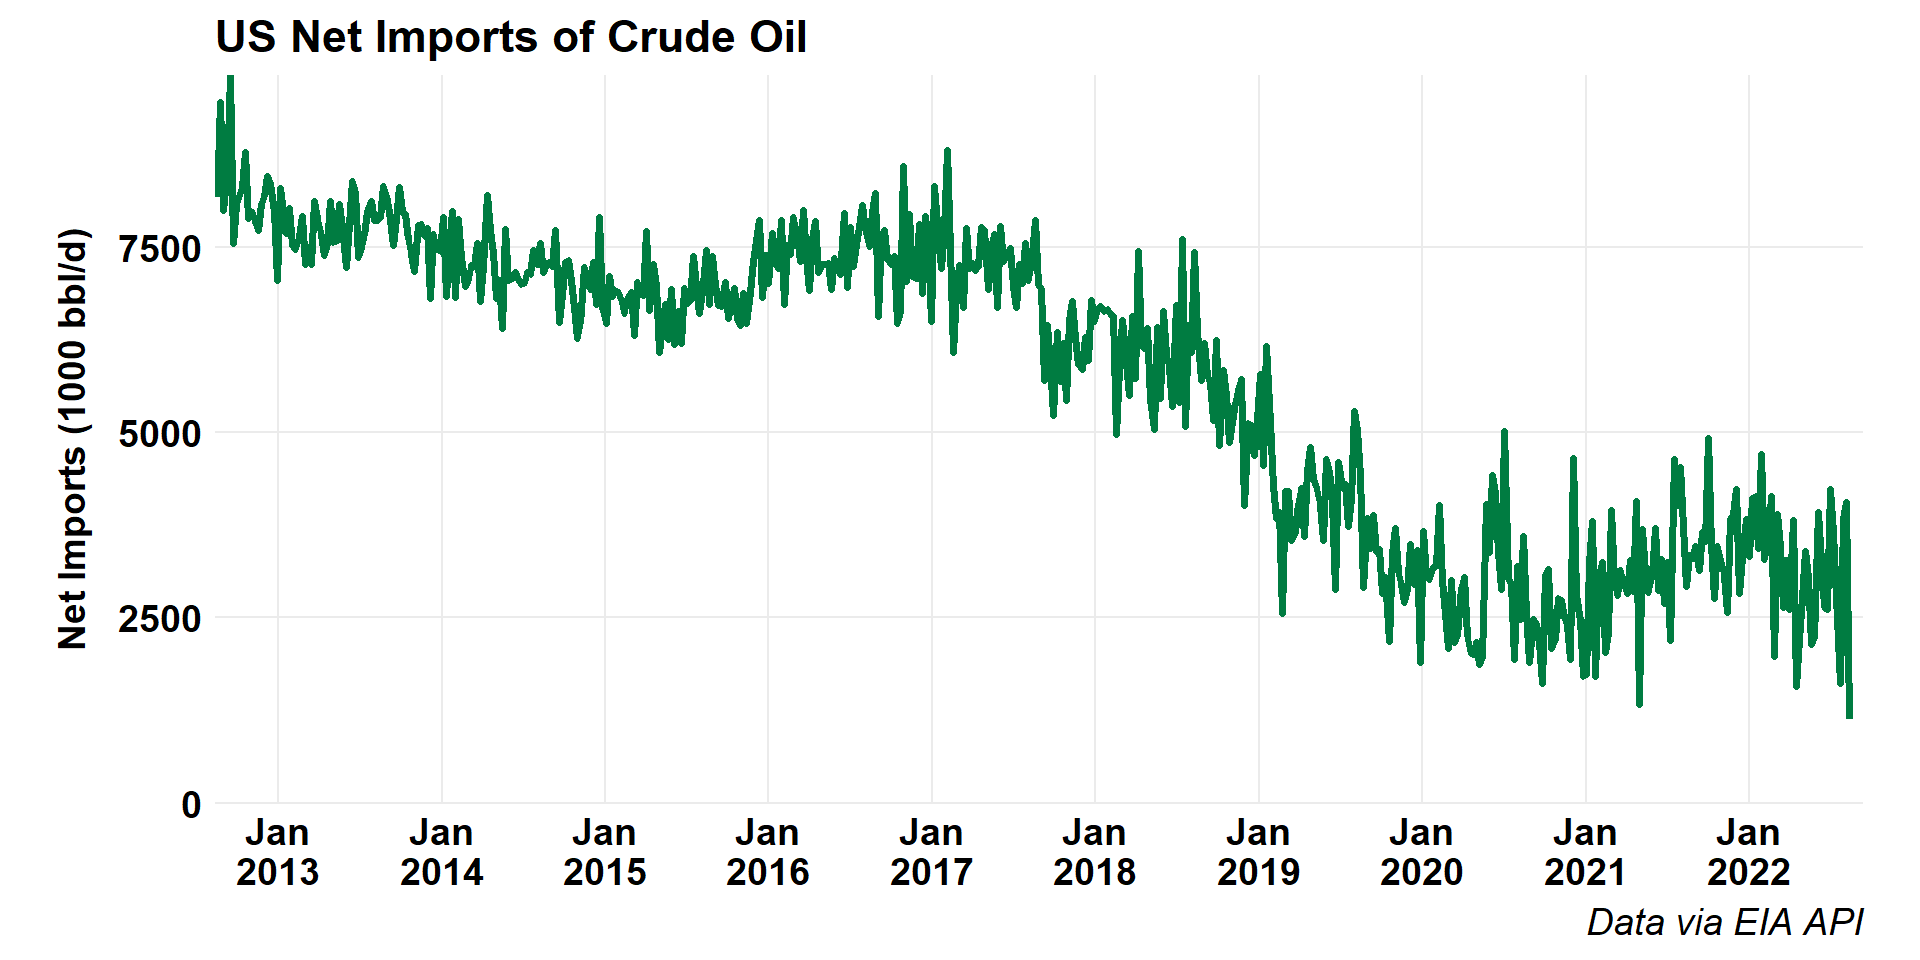 US Net Imports of Crude Oil
Net Imports (1000 bbl/d)
7500
5000
2500
0
Jan Jan Jan Jan Jan Jan Jan Jan Jan Jan
2013 2014 2015 2016 2017 2018 2019 2020 2021 2022
Data via EIA API